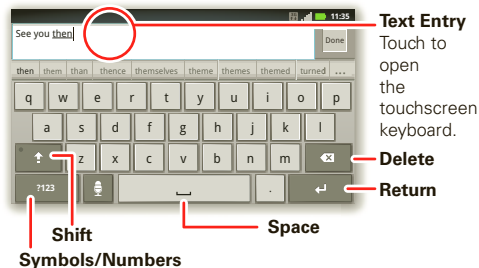 11:35
See you then
Done
then them than thence themselves theme themes themed turned ...
q w e r t y u i o p
a s d f g h j k l
z x c v b n m
?123 .
Text Entry
Touch to
open
the
touchscreen
keyboard.
Delete
Return
Space
Shift
Symbols/Numbers